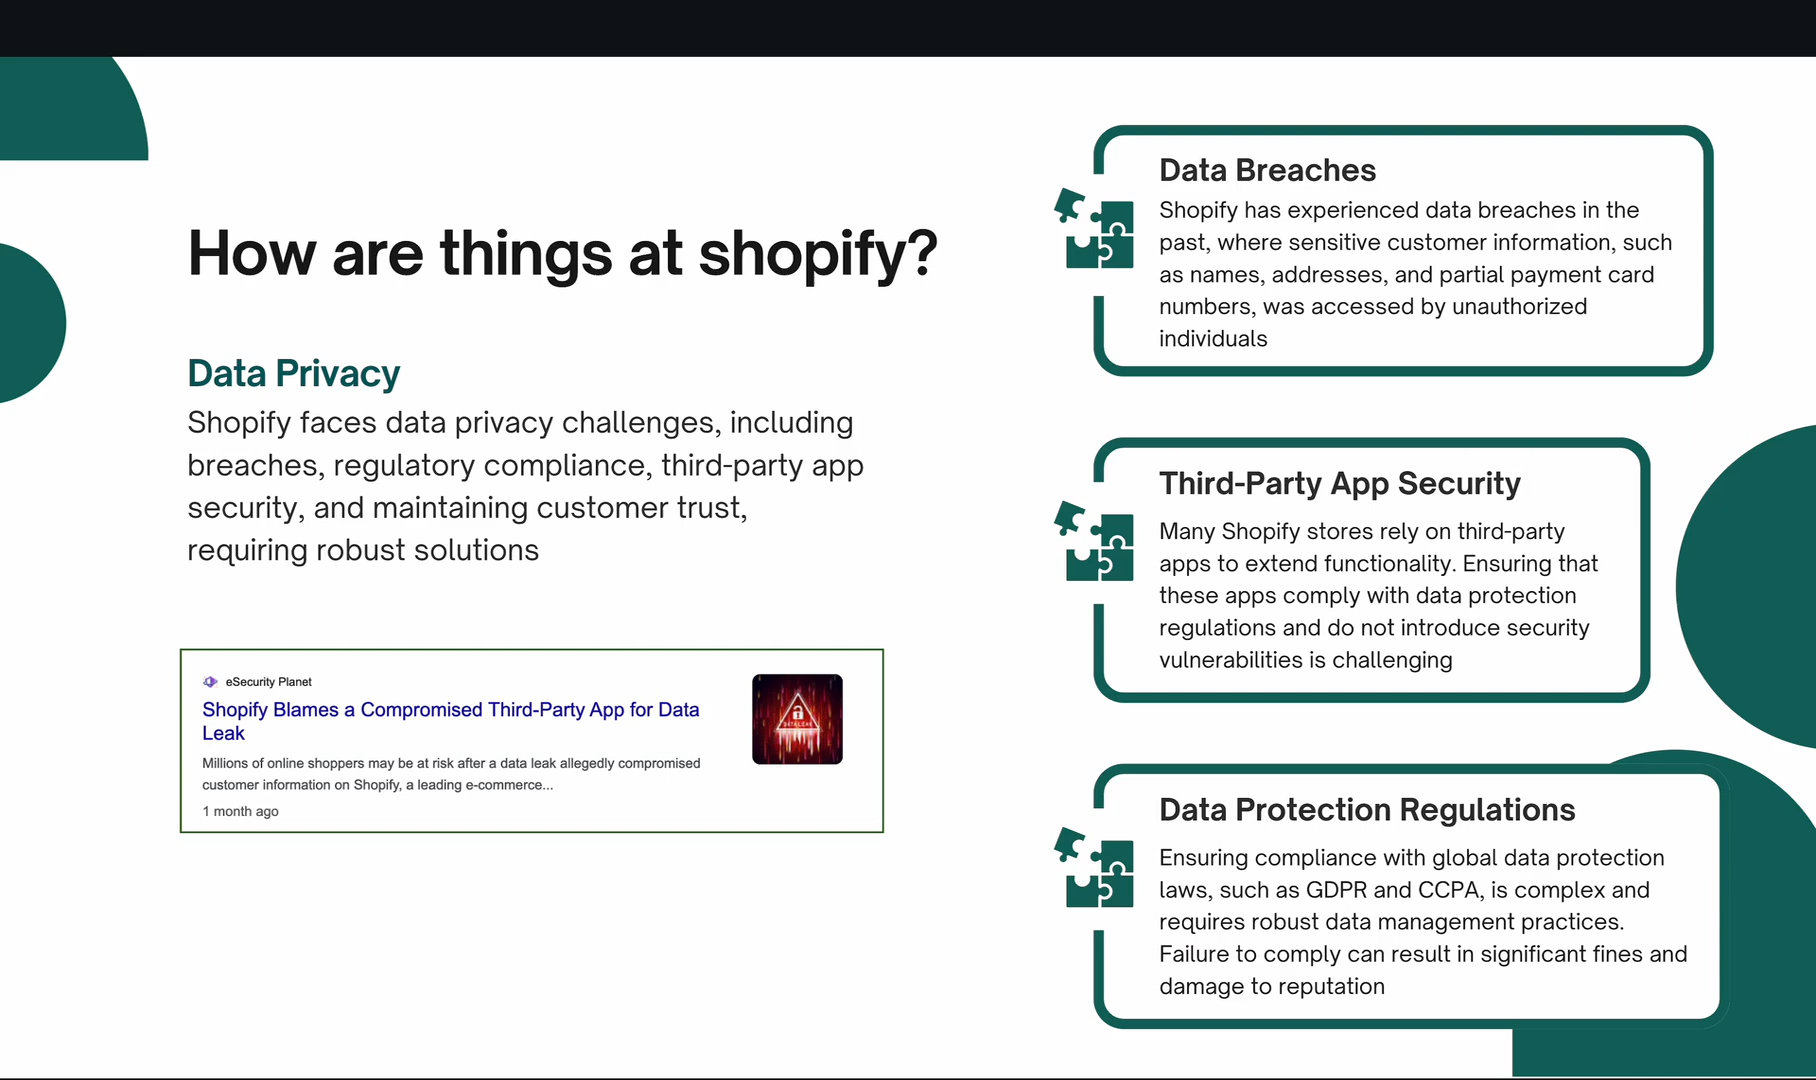 How are things at shopify?
Data Privacy
Shopify faces data privacy challenges, including
breaches, regulatory compliance, third-party app
security, and maintaining customer trust,
requiring robust solutions
eSecurity Planet
Shopify Blames a Compromised Third-Party App for Data
Leak
Millions of online shoppers may be at risk after a data leak allegedly compromised
customer information on Shopify, a leading e-commerce...
1 month ago
DATA LEAK
Data Breaches
Shopify has experienced data breaches in the
past, where sensitive customer information, such
as names, addresses, and partial payment card
numbers, was accessed by unauthorized
individuals
Third-Party App Security
Many Shopify stores rely on third-party
apps to extend functionality. Ensuring that
these apps comply with data protection
regulations and do not introduce security
vulnerabilities is challenging
Data Protection Regulations
Ensuring compliance with global data protection
laws, such as GDPR and CCPA, is complex and
requires robust data management practices.
Failure to comply can result in significant fines and
damage to reputation